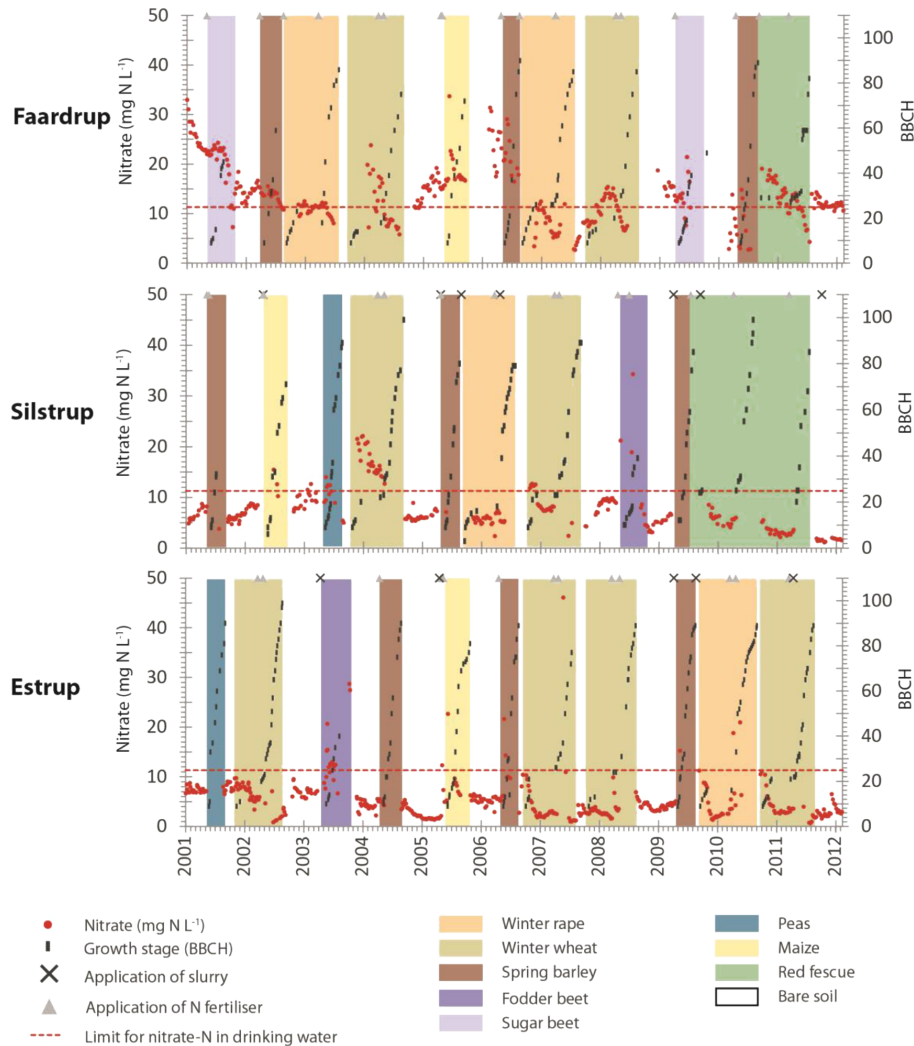 Faardrup
Nitrate (mg N L⁻¹)
50
40
30
20
10
0
100
80
60
40
20
0
BBCH
Silstrup
Nitrate (mg N L⁻¹)
50
40
30
20
10
0
100
80
60
40
20
0
BBCH
Estrup
Nitrate (mg N L⁻¹)
50
40
30
20
10
0
100
80
60
40
20
0
BBCH
2001 2002 2003 2004 2005 2006 2007 2008 2009 2010 2011 2012
Nitrate (mg N L⁻¹)
Growth stage (BBCH)
Application of slurry
Application of N fertiliser
Limit for nitrate-N in drinking water
Winter rape
Winter wheat
Spring barley
Fodder beet
Sugar beet
Peas
Maize
Red fescue
Bare soil